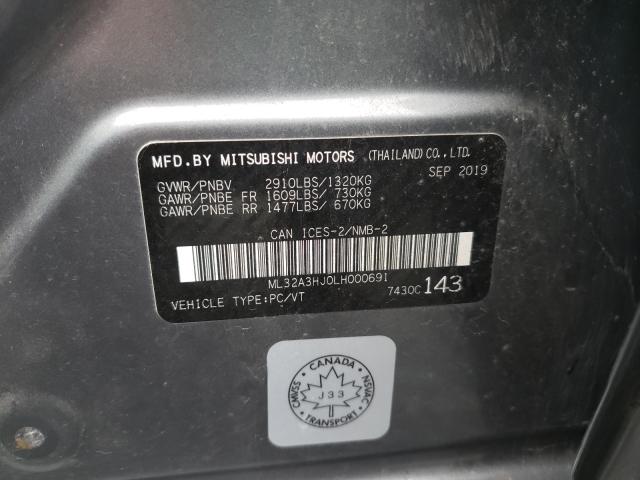 MFD.BY MITSUBISHI MOTORS (THAILAND) CO., LTD.
SEP 2019
GVWR/PNBV 2910LBS/1320KG
GAWR/PNBE FR 1609LBS/ 730KG
GAWR/PNBE RR 1477LBS/ 670KG
CAN ICES-2/NMB-2
ML32A3HJ0LH000691
VEHICLE TYPE:PC/VT 7430C 143
CANADA
CMVSS
NSVAC
J33
TRANSPORT